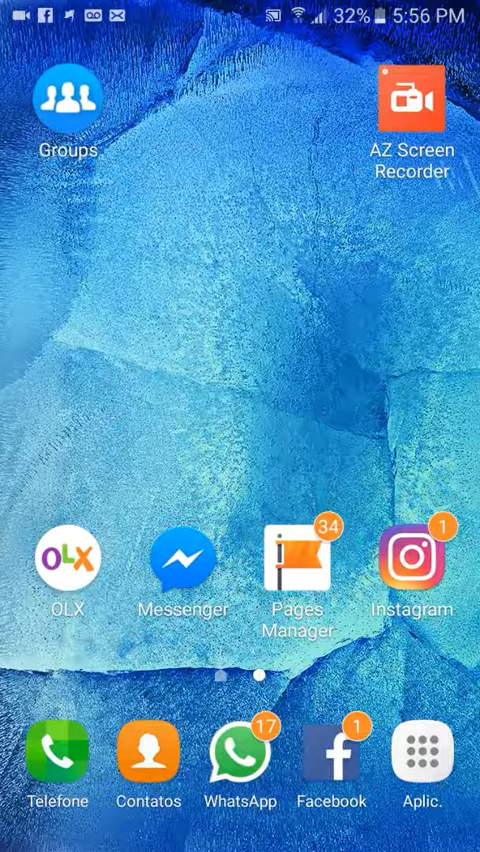 32% 5:56 PM
Groups
AZ Screen
Recorder
34
1
OLX
OLX
Messenger
Pages
Manager
Instagram
17
1
Telefone
Contatos
WhatsApp
Facebook
Aplic.